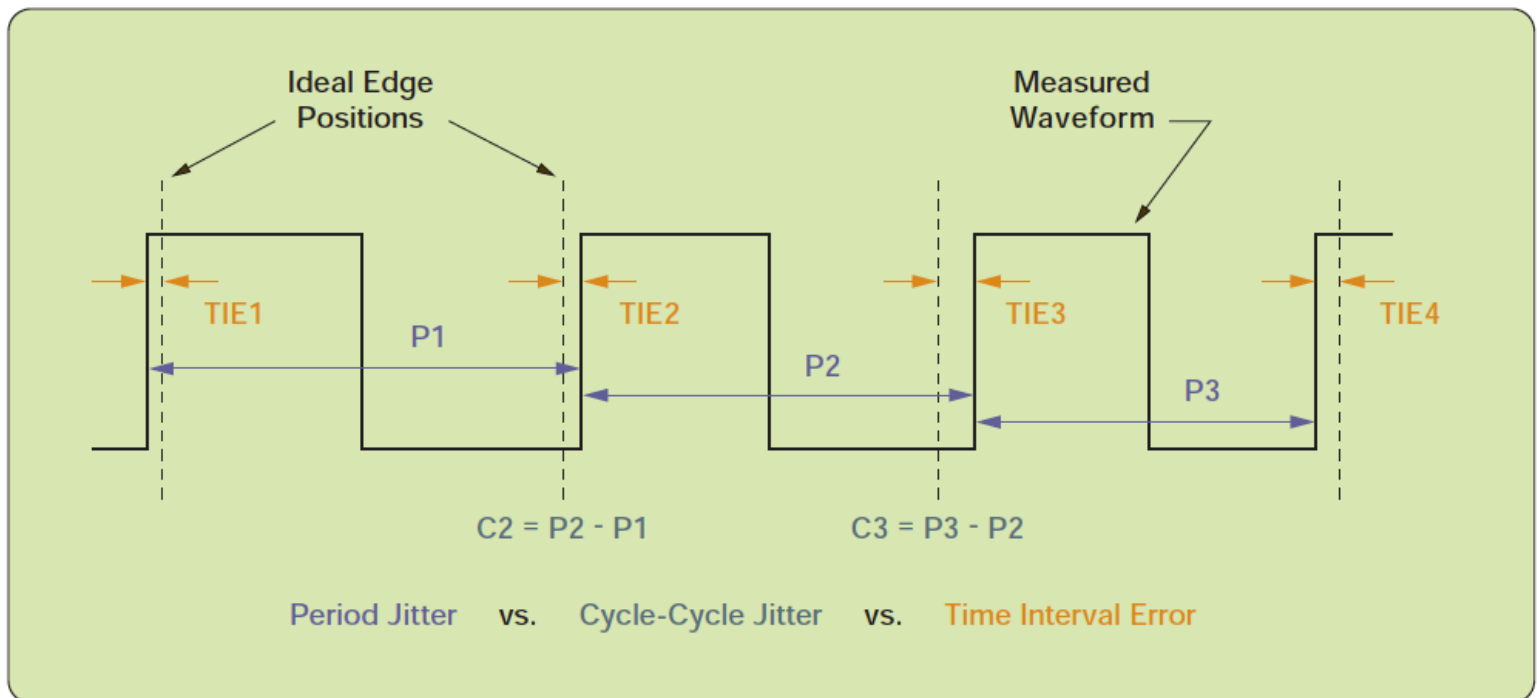 Ideal Edge
Positions
Measured
Waveform
TIE1
TIE2
TIE3
TIE4
P1
P2
P3
C2 = P2 - P1
C3 = P3 - P2
Period Jitter vs. Cycle-Cycle Jitter vs. Time Interval Error